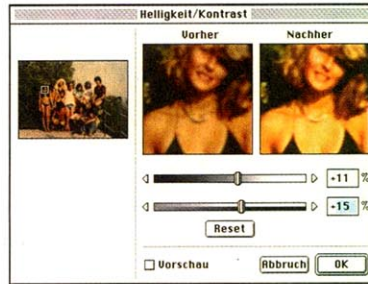 Helligkeit/Kontrast
Vorher
Nachher
+11 %
+15 %
Reset
Vorschau
Abbruch
OK